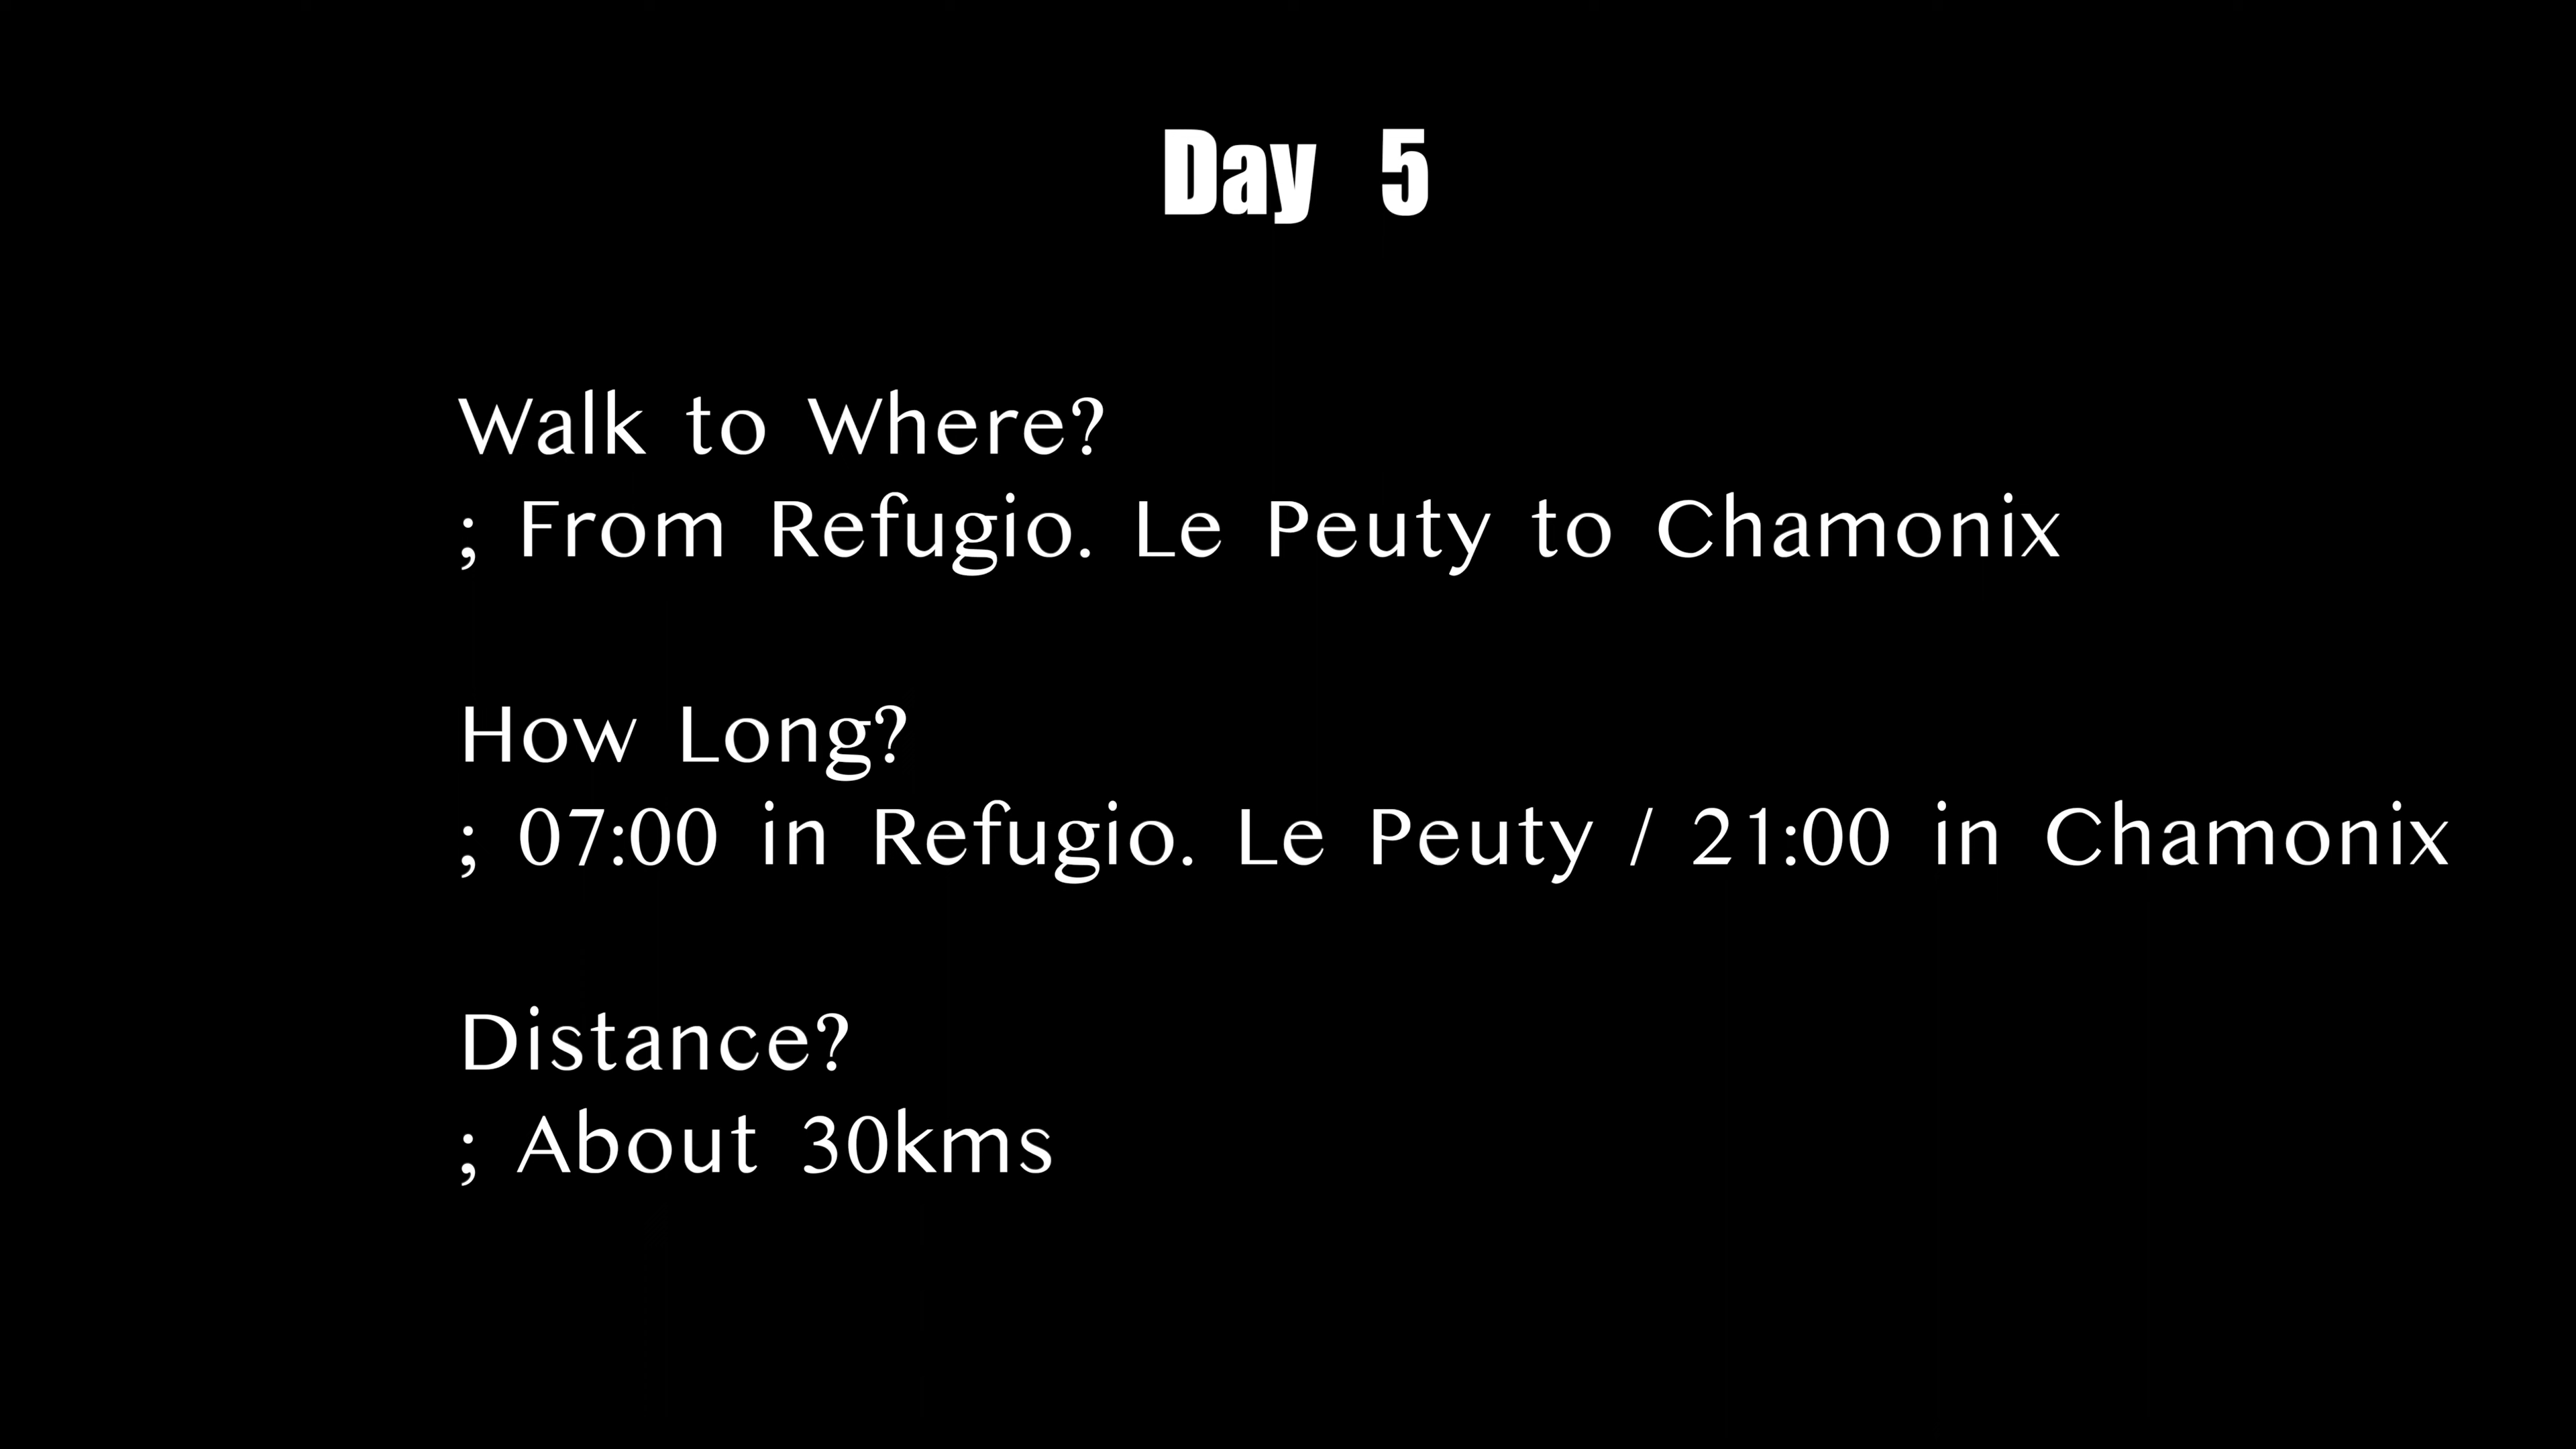 Day 5
Walk to Where?
; From Refugio. Le Peuty to Chamonix
How Long?
; 07:00 in Refugio. Le Peuty / 21:00 in Chamonix
Distance?
; About 30kms